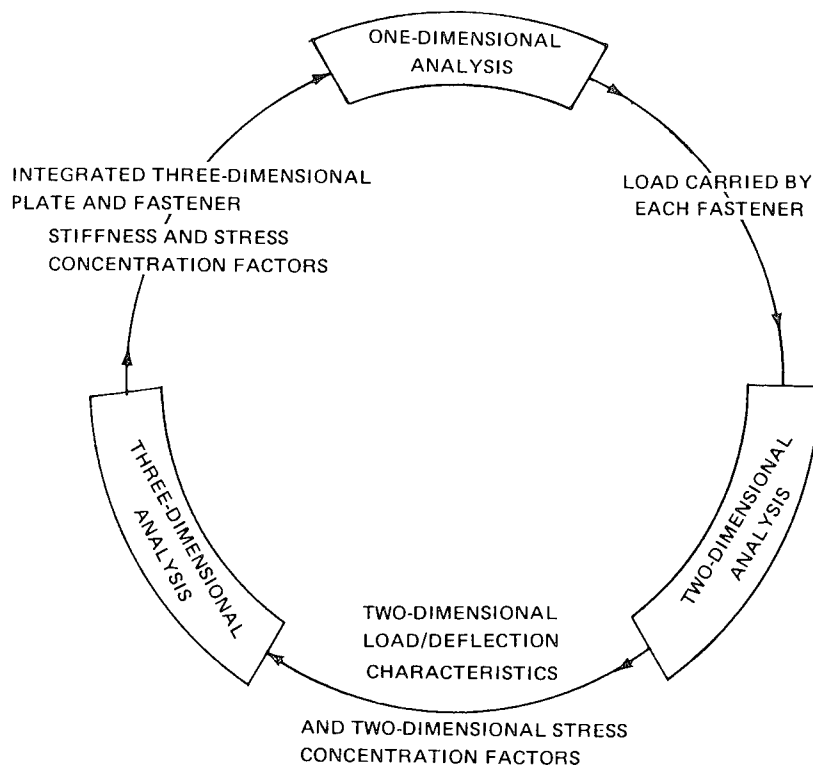 ONE-DIMENSIONAL
ANALYSIS
LOAD CARRIED BY
EACH FASTENER
TWO-DIMENSIONAL
ANALYSIS
TWO-DIMENSIONAL
LOAD/DEFLECTION
CHARACTERISTICS
AND TWO-DIMENSIONAL STRESS
CONCENTRATION FACTORS
THREE-DIMENSIONAL
ANALYSIS
INTEGRATED THREE-DIMENSIONAL
PLATE AND FASTENER
STIFFNESS AND STRESS
CONCENTRATION FACTORS